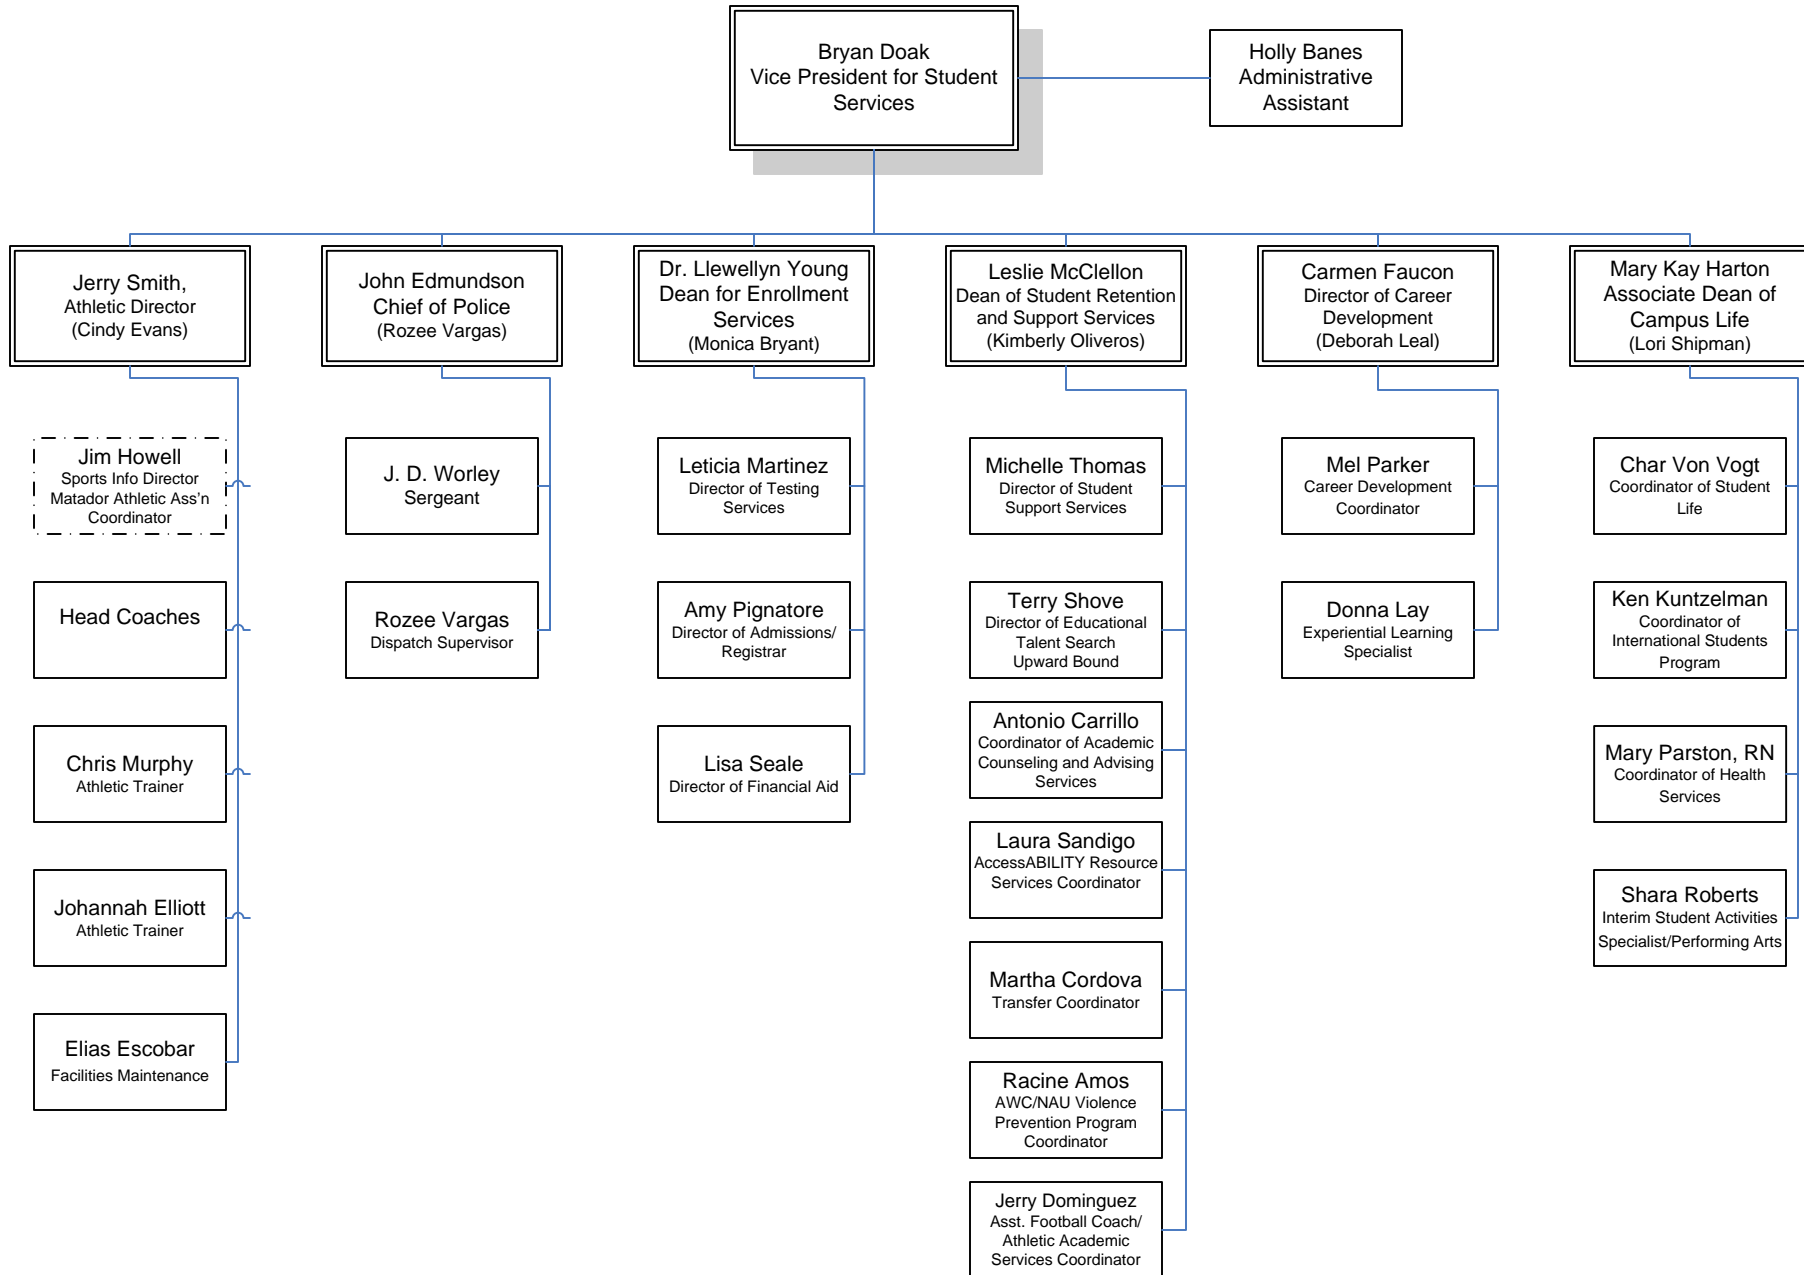 Bryan Doak
Vice President for Student
Services
Holly Banes
Administrative
Assistant
Jerry Smith,
Athletic Director
(Cindy Evans)
John Edmundson
Chief of Police
(Rozee Vargas)
Dr. Llewellyn Young
Dean for Enrollment
Services
(Monica Bryant)
Leslie McClellon
Dean of Student Retention
and Support Services
(Kimberly Oliveros)
Carmen Faucon
Director of Career
Development
(Deborah Leal)
Mary Kay Harton
Associate Dean of
Campus Life
(Lori Shipman)
Jim Howell
Sports Info Director
Matador Athletic Ass'n
Coordinator
Head Coaches
Chris Murphy
Athletic Trainer
Johannah Elliott
Athletic Trainer
Elias Escobar
Facilities Maintenance
J. D. Worley
Sergeant
Rozee Vargas
Dispatch Supervisor
Leticia Martinez
Director of Testing
Services
Amy Pignatore
Director of Admissions/
Registrar
Lisa Seale
Director of Financial Aid
Michelle Thomas
Director of Student
Support Services
Terry Shove
Director of Educational
Talent Search
Upward Bound
Antonio Carrillo
Coordinator of Academic
Counseling and Advising
Services
Laura Sandigo
AccessABILITY Resource
Services Coordinator
Martha Cordova
Transfer Coordinator
Racine Amos
AWC/NAU Violence
Prevention Program
Coordinator
Jerry Dominguez
Asst. Football Coach/
Athletic Academic
Services Coordinator
Mel Parker
Career Development
Coordinator
Donna Lay
Experiential Learning
Specialist
Char Von Vogt
Coordinator of Student
Life
Ken Kuntzelman
Coordinator of
International Students
Program
Mary Parston, RN
Coordinator of Health
Services
Shara Roberts
Interim Student Activities
Specialist/Performing Arts